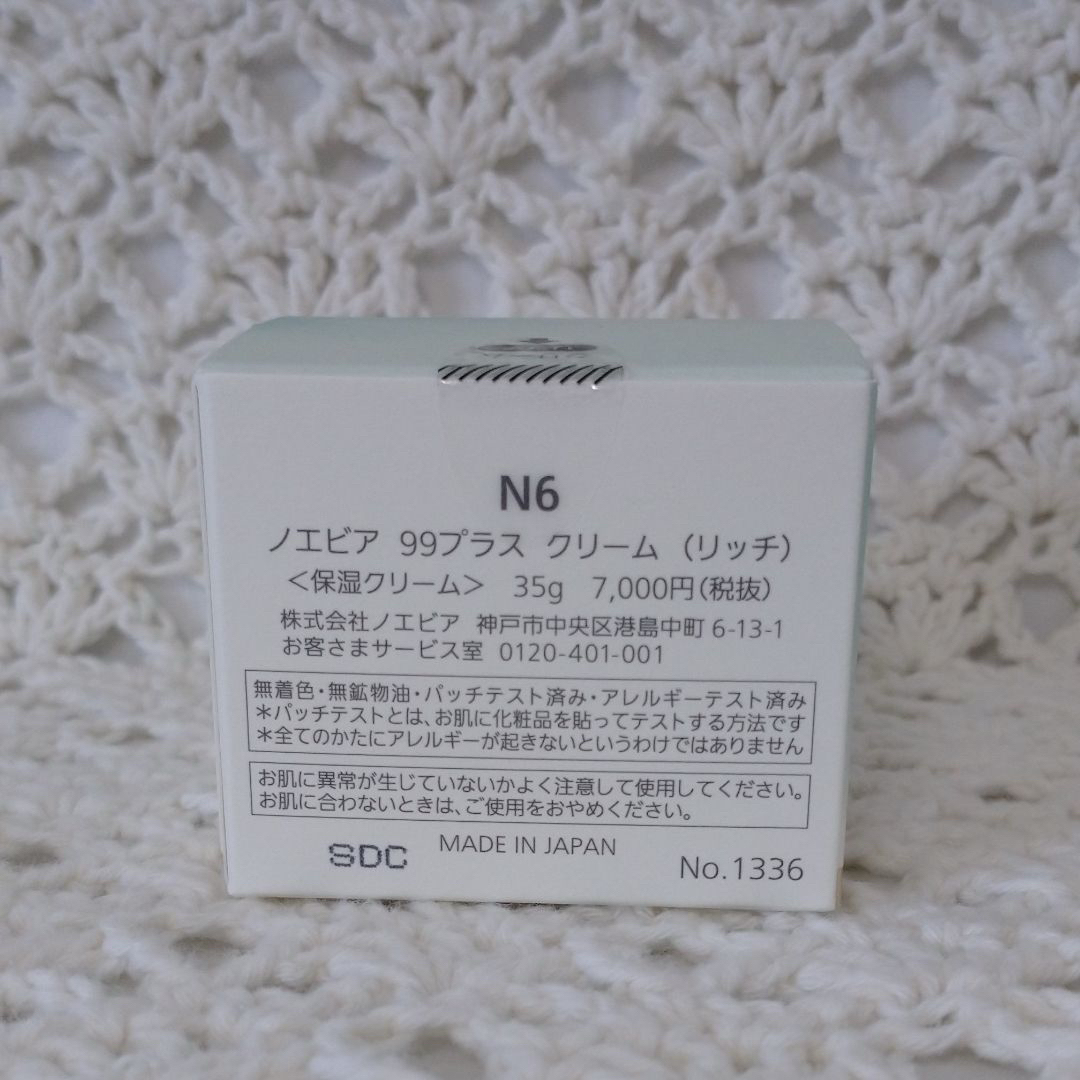 N6
ノエビア 99プラス クリーム （リッチ）
＜保湿クリーム＞ 35g 7,000円(税抜)
株式会社ノエビア 神戸市中央区港島中町 6-13-1
お客さまサービス室 0120-401-001
無着色・無鉱物油・パッチテスト済み・アレルギーテスト済み
＊パッチテストとは、お肌に化粧品を貼ってテストする方法です
＊全てのかたにアレルギーが起きないというわけではありません
お肌に異常が生じていないかよく注意して使用してください。
お肌に合わないときは、ご使用をおやめください。
MADE IN JAPAN
SDC
No.1336